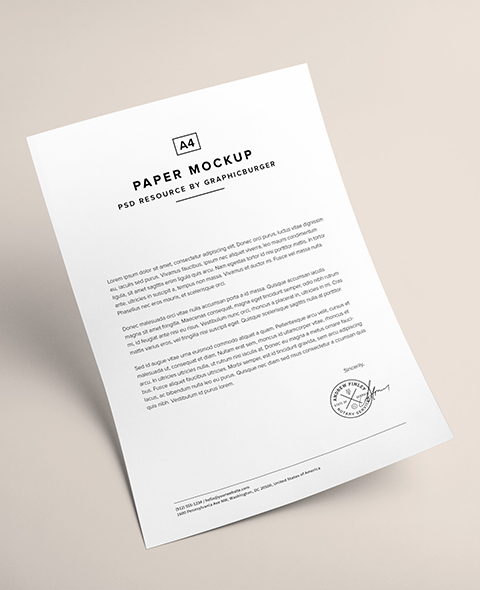 A4
PAPER MOCKUP
PSD RESOURCE BY GRAPHICBURGER
Lorem ipsum dolor sit amet, consectetur adipiscing elit. Donec orci purus, luctus vitae dignissim
eu, iaculis sed purus. Vivamus faucibus. Ipsum nec aliquet viverra, leo mauris condimentum
ligula, sit amet sagittis enim ligula quis arcu. Nam egestas tortor id nisi porttitor mattis. In tortor
ante, ultricies in suscipit a, tempus non massa. Vivamus et auctor mi. Fusce vel massa nulla
Phasellus nec eros mauris, et scelerisque orci.
Donec malesuada orci vitae nulla accumsan porta a id massa. Quisque accumsan iaculis
magna sit amet fringilla. Maecenas consequat, magna eget tincidunt semper, odio nibh rutrum
mi, id feugiat ante nisi eu risus. Vestibulum nunc orci, rhoncus a placerat in, ultricies in mi. Cras
mattis varius eros, vel fringilla nisi suscipit eget. Quisque scelerisque sagittis nulla at porttitor.
Sed id augue vitae urna euismod commodo aliquet a quam. Pellentesque arcu velit, cursus et
malesuada ut, consequat et diam. Nullam erat sem, rhoncus id ullamcorper vitae, rhoncus et
arcu. In ultricies ultricies nulla, ut rutrum nisi iaculis et. Donec eu magna a metus ornare fauci-
bus. Fusce aliquet faucibus ultricies. Morbi semper, est id tincidunt gravida, sem arcu adipiscing
lacus, ac bibendum nulla leo eu purus. Quisque nec diam sed risus consectetur a cumsan quis
quis nibh. Vestibulum id purus lorem.
Sincerely,
ANDREW FINLEY
NOTARY SERVICE
(912) 555-1234 / hello@yourwebsite.com
1600 Pennsylvania Ave NW, Washington, DC 20500, United States of America